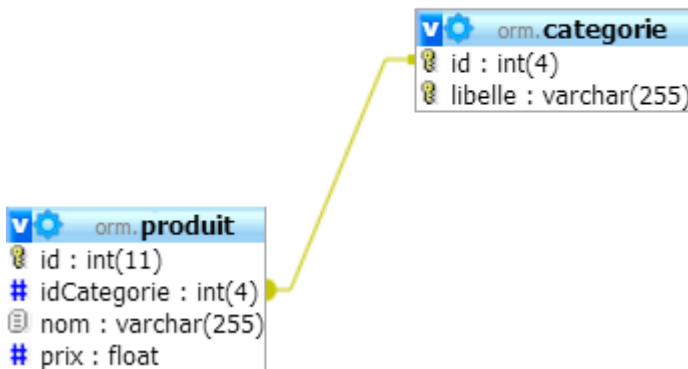 orm.categorie
id : int(4)
libelle : varchar(255)
orm.produit
id : int(11)
# idCategorie : int(4)
nom : varchar(255)
# prix : float